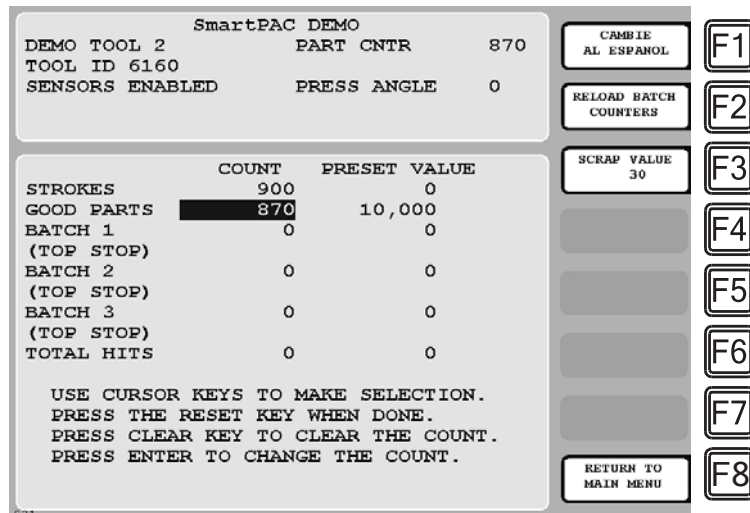 SmartPAC DEMO
DEMO TOOL 2 PART CNTR 870
TOOL ID 6160
SENSORS ENABLED PRESS ANGLE 0
COUNT PRESET VALUE
STROKES 900 0
GOOD PARTS 870 10,000
BATCH 1 0 0
(TOP STOP)
BATCH 2 0 0
(TOP STOP)
BATCH 3 0 0
(TOP STOP)
TOTAL HITS 0 0
USE CURSOR KEYS TO MAKE SELECTION.
PRESS THE RESET KEY WHEN DONE.
PRESS CLEAR KEY TO CLEAR THE COUNT.
PRESS ENTER TO CHANGE THE COUNT.
CAMBIE
AL ESPANOL
F1
RELOAD BATCH
COUNTERS
F2
SCRAP VALUE
30
F3
F4
F5
F6
F7
RETURN TO
MAIN MENU
F8